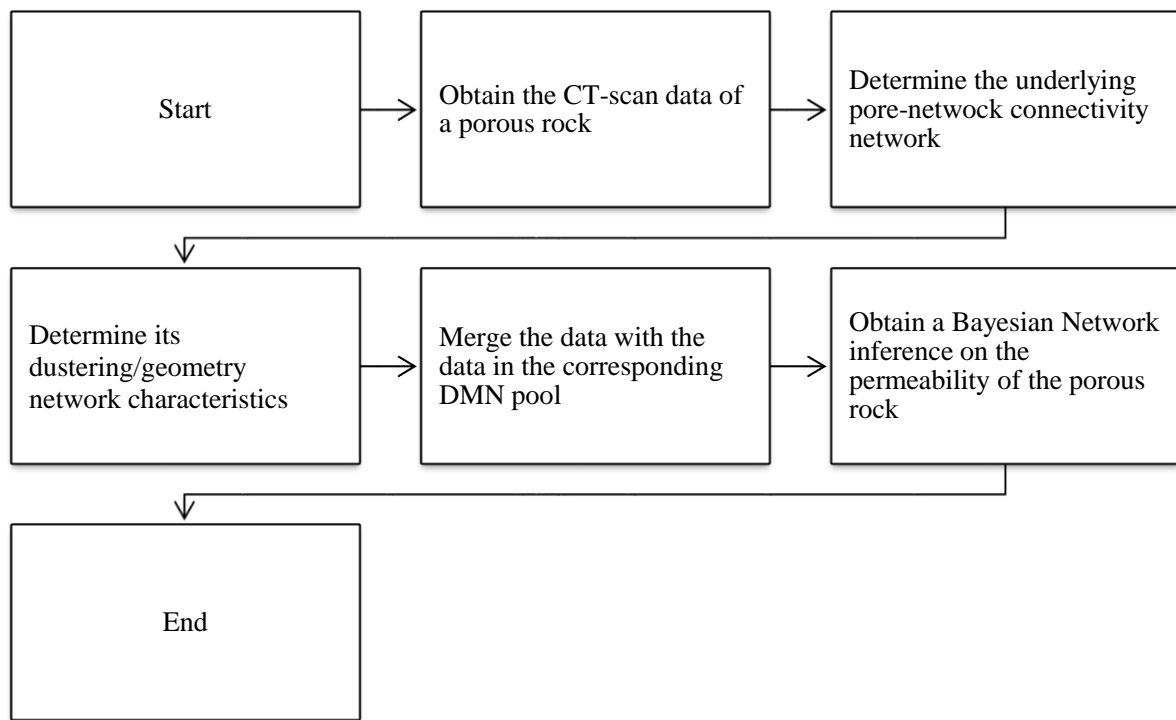 Start
Obtain the CT-scan data of
a porous rock
Determine the underlying
pore-netwock connectivity
network
Determine its
dustering/geometry
network characteristics
Merge the data with the
data in the corresponding
DMN pool
Obtain a Bayesian Network
inference on the
permeability of the porous
rock
End